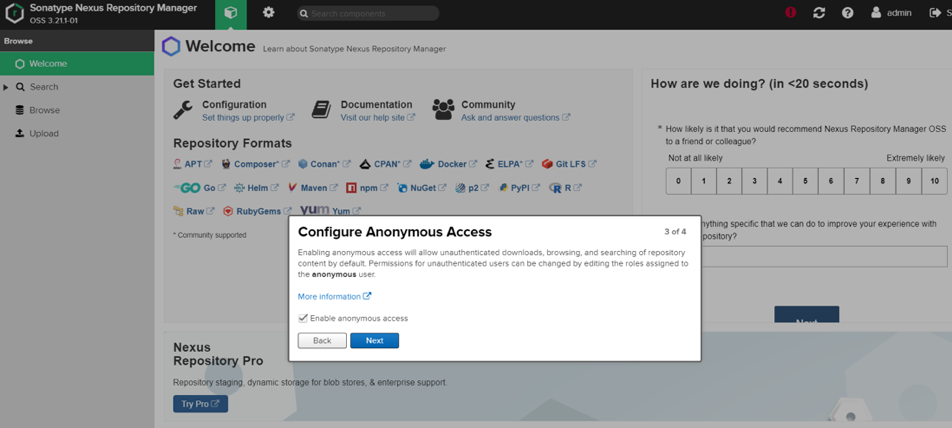 Sonatype Nexus Repository Manager
OSS 3.21.1-01
Search components
admin
S
Browse
Welcome
Search
Browse
Upload
Welcome Learn about Sonatype Nexus Repository Manager
Get Started
Configuration
Set things up properly
Documentation
Visit our help site
Community
Ask and answer questions
Repository Formats
APT Composer* Conan* CPAN* Docker ELPA* Git LFS
GO Go Helm Maven npm NuGet p2 PyPI R R
Raw RubyGems yum Yum
* Community supported
How are we doing? (in <20 seconds)
* How likely is it that you would recommend Nexus Repository Manager OSS
to a friend or colleague?
Not at all likely Extremely likely
0 1 2 3 4 5 6 7 8 9 10
nything specific that we can do to improve your experience with
epository?
Next
Configure Anonymous Access 3 of 4
Enabling anonymous access will allow unauthenticated downloads, browsing, and searching of repository
content by default. Permissions for unauthenticated users can be changed by editing the roles assigned to
the anonymous user.
More information
Enable anonymous access
Back Next
Nexus
Repository Pro
Repository staging, dynamic storage for blob stores, & enterprise support.
Try Pro